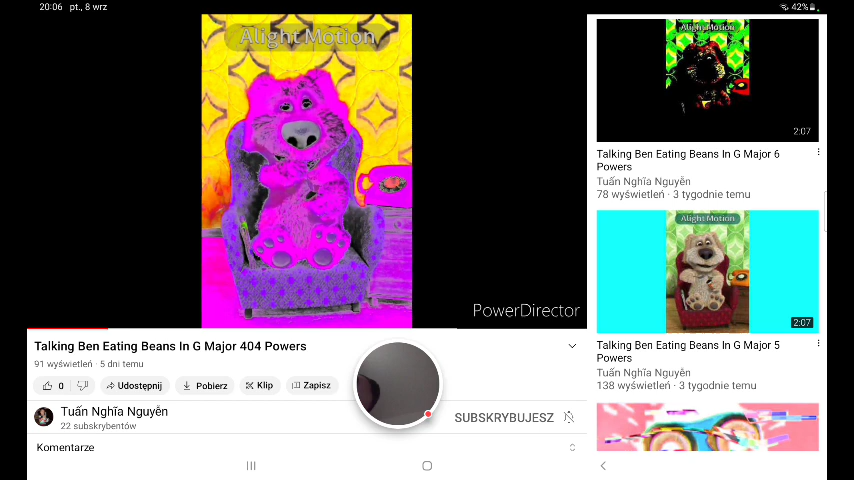 20:06 pt., 8 wrz
42%
Alight Motion
PowerDirector
Talking Ben Eating Beans In G Major 404 Powers
91 wyświetleń · 5 dni temu
0
Udostępnij
Pobierz
Klip
Zapisz
Tuấn Nghĩa Nguyễn
22 subskrybentów
SUBSKRYBUJESZ
Komentarze
Alight Motion
2:07
Talking Ben Eating Beans In G Major 6
Powers
Tuấn Nghĩa Nguyễn
78 wyświetleń · 3 tygodnie temu
Alight Motion
2:07
Talking Ben Eating Beans In G Major 5
Powers
Tuấn Nghĩa Nguyễn
138 wyświetleń · 3 tygodnie temu